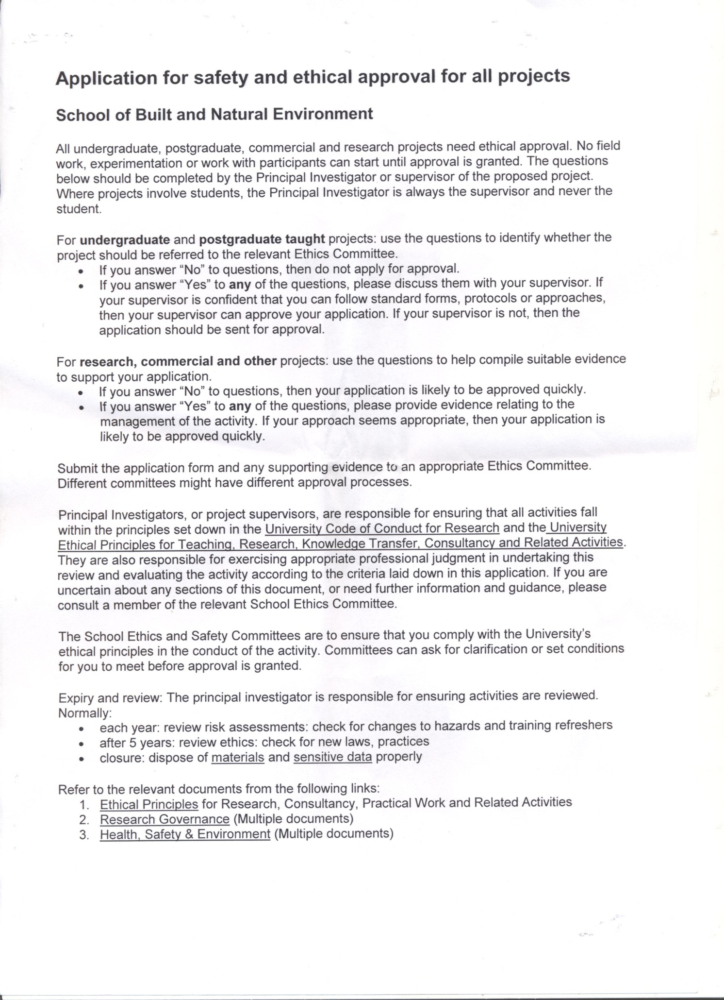 Application for safety and ethical approval for all projects
School of Built and Natural Environment
All undergraduate, postgraduate, commercial and research projects need ethical approval. No field
work, experimentation or work with participants can start until approval is granted. The questions
below should be completed by the Principal Investigator or supervisor of the proposed project.
Where projects involve students, the Principal Investigator is always the supervisor and never the
student.
For undergraduate and postgraduate taught projects: use the questions to identify whether the
project should be referred to the relevant Ethics Committee.
• If you answer “No” to questions, then do not apply for approval.
• If you answer “Yes” to any of the questions, please discuss them with your supervisor. If
your supervisor is confident that you can follow standard forms, protocols or approaches,
then your supervisor can approve your application. If your supervisor is not, then the
application should be sent for approval.
For research, commercial and other projects: use the questions to help compile suitable evidence
to support your application.
• If you answer “No” to questions, then your application is likely to be approved quickly.
• If you answer “Yes” to any of the questions, please provide evidence relating to the
management of the activity. If your approach seems appropriate, then your application is
likely to be approved quickly.
Submit the application form and any supporting evidence to an appropriate Ethics Committee.
Different committees might have different approval processes.
Principal Investigators, or project supervisors, are responsible for ensuring that all activities fall
within the principles set down in the University Code of Conduct for Research and the University
Ethical Principles for Teaching, Research, Knowledge Transfer, Consultancy and Related Activities.
They are also responsible for exercising appropriate professional judgment in undertaking this
review and evaluating the activity according to the criteria laid down in this application. If you are
uncertain about any sections of this document, or need further information and guidance, please
consult a member of the relevant School Ethics Committee.
The School Ethics and Safety Committees are to ensure that you comply with the University’s
ethical principles in the conduct of the activity. Committees can ask for clarification or set conditions
for you to meet before approval is granted.
Expiry and review: The principal investigator is responsible for ensuring activities are reviewed.
Normally:
• each year: review risk assessments: check for changes to hazards and training refreshers
• after 5 years: review ethics: check for new laws, practices
• closure: dispose of materials and sensitive data properly
Refer to the relevant documents from the following links:
1. Ethical Principles for Research, Consultancy, Practical Work and Related Activities
2. Research Governance (Multiple documents)
3. Health, Safety & Environment (Multiple documents)